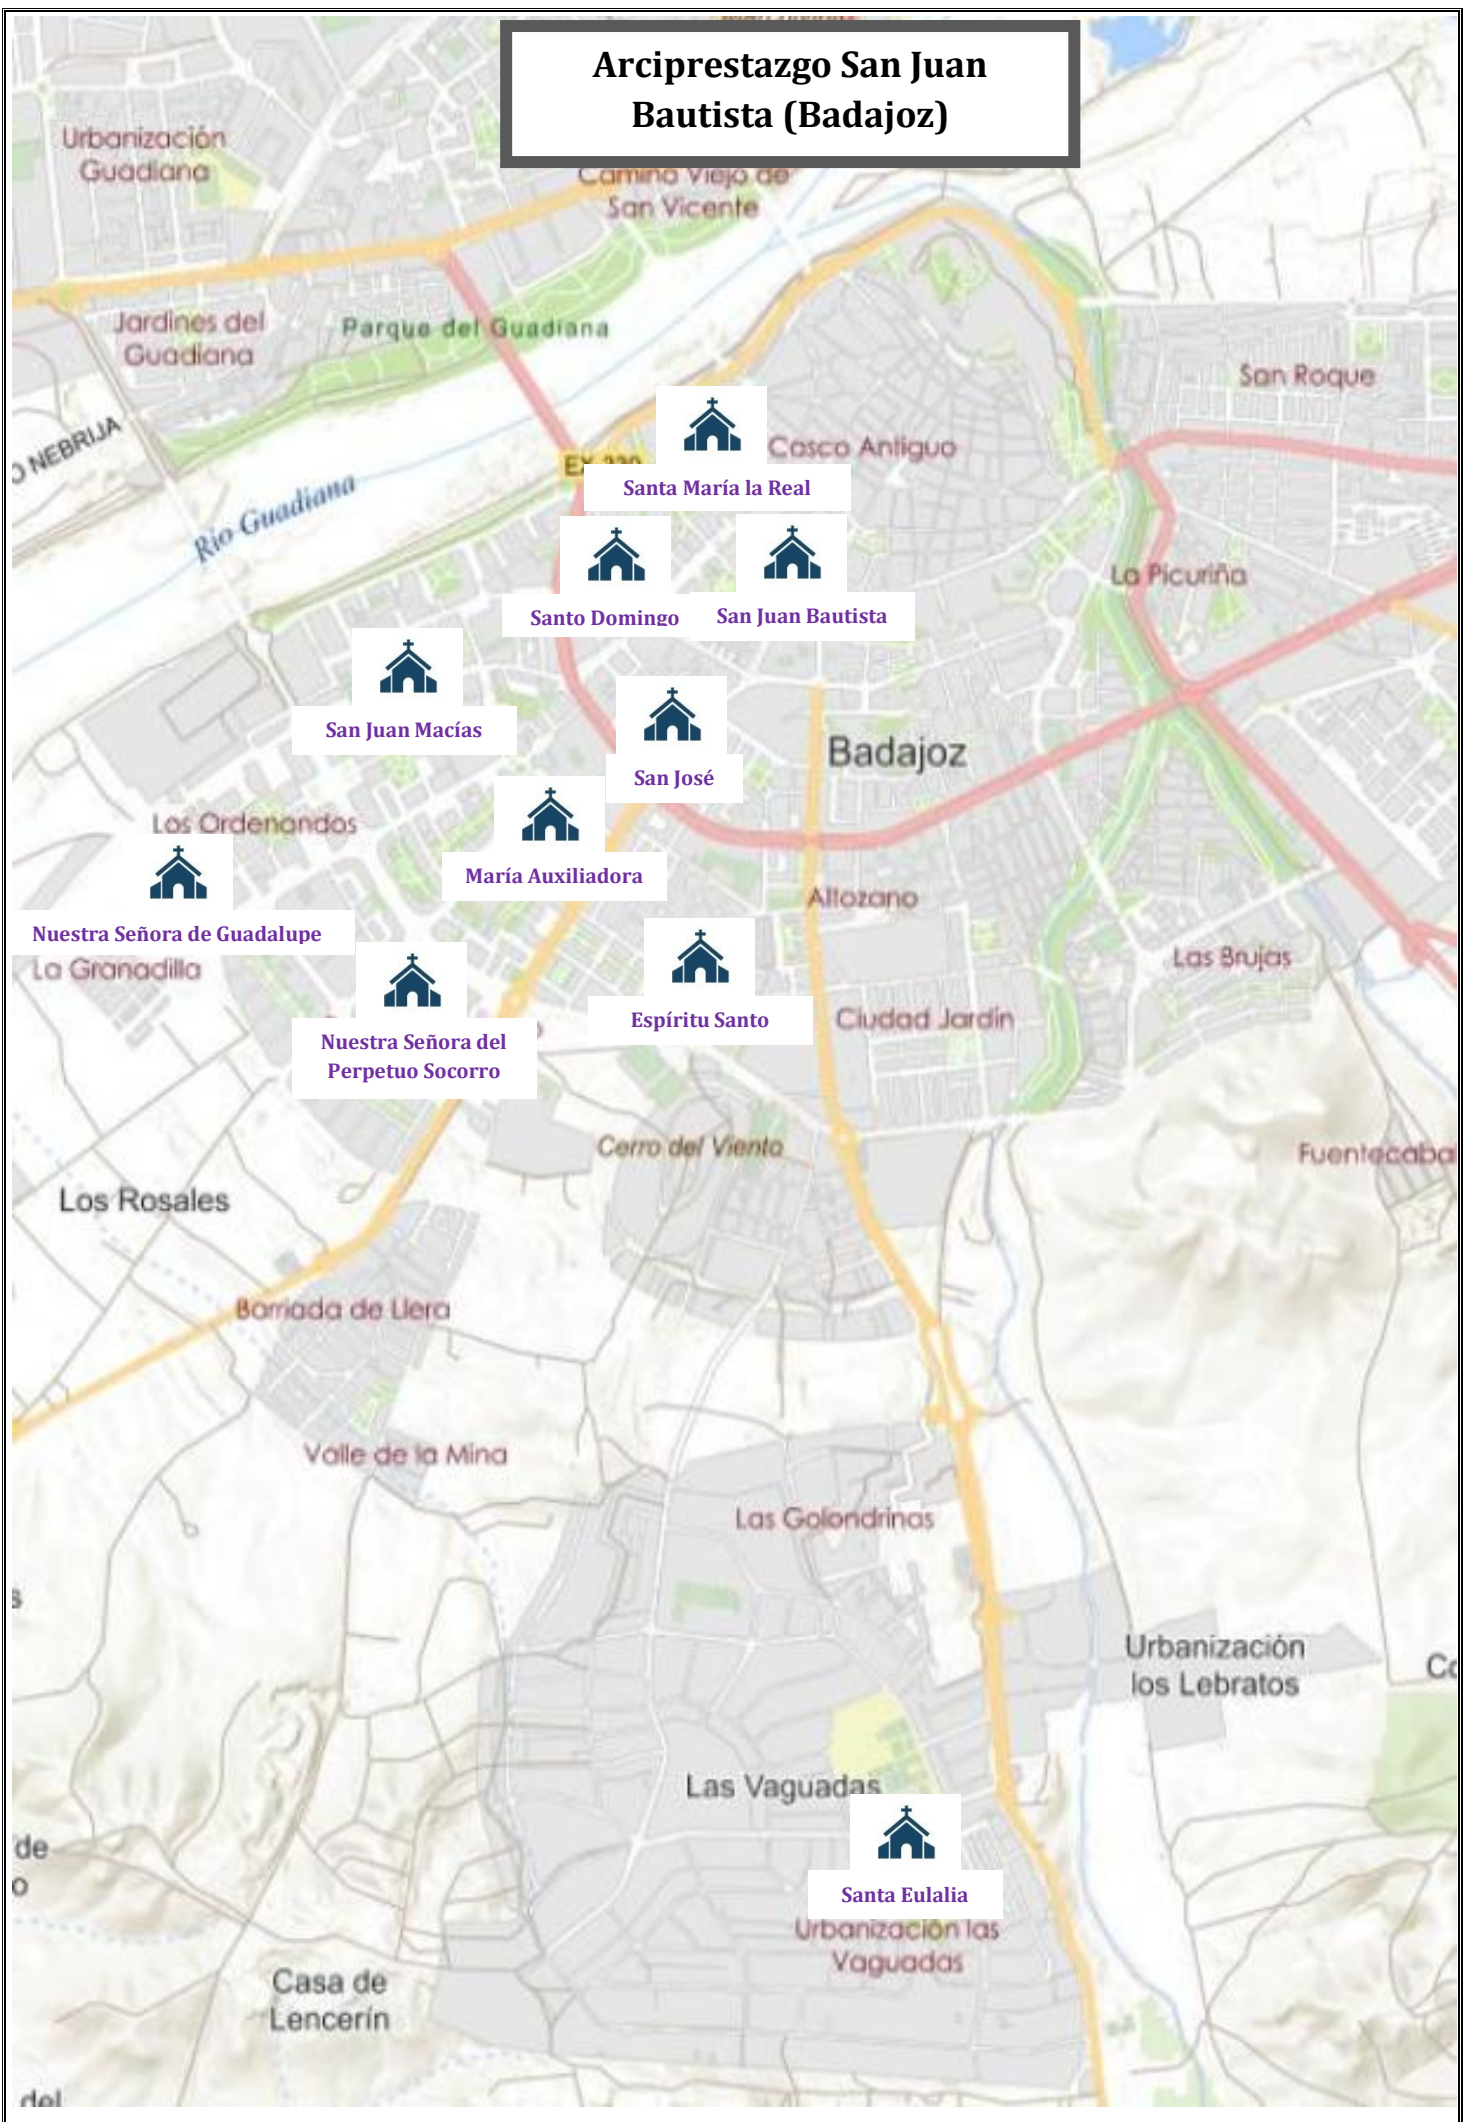 Arciprestazgo San Juan
Bautista (Badajoz)
Urbanización
Guadiana
Camino Viejo de
San Vicente
Jardines del
Guadiana
Parque del Guadiana
San Roque
O NEBRIJA
Casco Antiguo
Santa María la Real
Río Guadiana
La Picuriña
Santo Domingo
San Juan Bautista
San Juan Macías
Badajoz
San José
Los Ordenandos
María Auxiliadora
Altozano
Nuestra Señora de Guadalupe
La Granadilla
Las Brujas
Espíritu Santo
Ciudad Jardín
Nuestra Señora del
Perpetuo Socorro
Cerro del Viento
Fuentecaba
Los Rosales
Barriada de Llera
Valle de la Mina
Las Golondrinas
Urbanización
los Lebratos
Co
Las Vaguadas
de
o
Santa Eulalia
Urbanización las
Vaguadas
Casa de
Lencerín
del